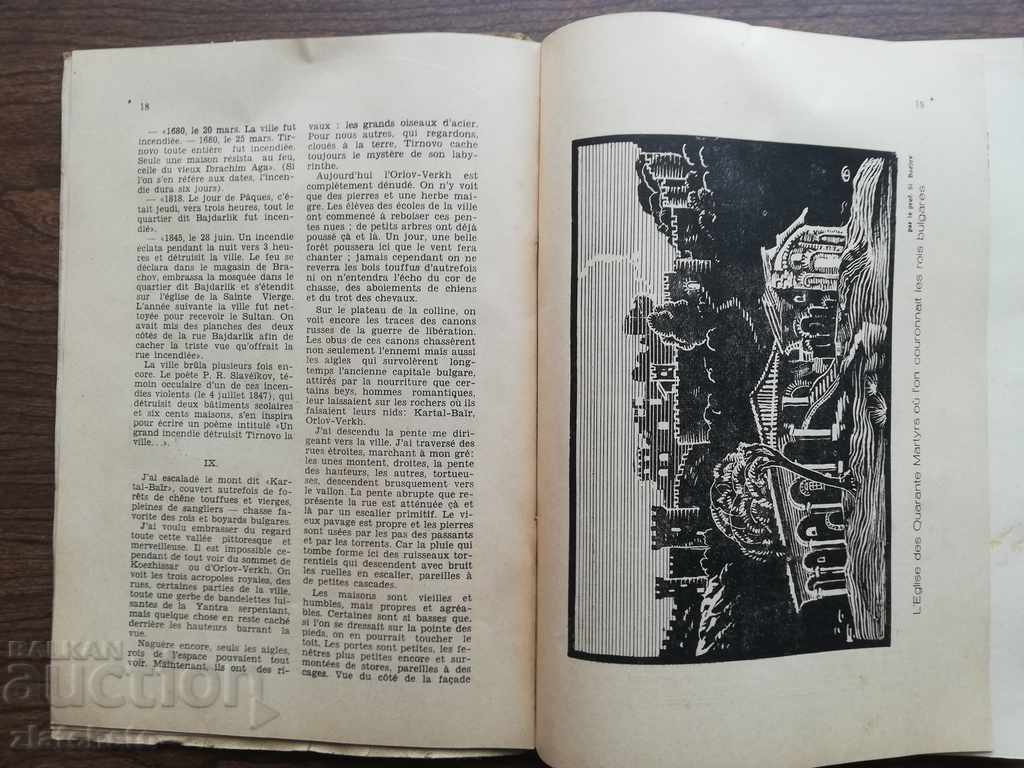 18
— «1680, le 20 mars. La ville fut
incendiée. — 1680, le 25 mars. Tir-
novo toute entière fut incendiée.
Seule une maison résista au feu,
celle du vieux Ibrachim Aga». (Si
l'on s'en réfère aux dates, l'incen-
die dura six jours).
— «1818. Le jour de Pâques, c'é-
tait jeudi, vers trois heures, tout le
quartier dit Bajdarlik fut incen-
dié».
— «1845, le 28 juin. Un incendie
éclata pendant la nuit vers 3 heu-
res et détruisit la ville. Le feu se
déclara dans le magasin de Bra-
chov, embrassa la mosquée dans le
quartier dit Bajdarlik et s'étendit
sur l'église de la Sainte Vierge.
L'année suivante la ville fut net-
toyée pour recevoir le Sultan. On
avait mis des planches des deux
côtés de la rue Bajdarlik afin de
cacher la triste vue qu'offrait la
rue incendiée».
La ville brûla plusieurs fois en-
core. Le poète P. R. Slavéïkov, té-
moin occulaire d'un de ces incen-
dies violents (le 4 juillet 1847), qui
détruisit deux bâtiments scolaires
et six cents maisons, s'en inspira
pour écrire un poème intitulé «Un
grand incendie détruisit Tirnovo la
ville...».
IX.
J'ai escaladé le mont dit «Kar-
tal-Baïr», couvert autrefois de fo-
rêts de chêne touffues et vierges,
pleines de sangliers — chasse fa-
vorite des rois et boyards bulgares.
J'ai voulu embrasser du regard
toute cette vallée pittoresque et
merveilleuse. Il est impossible ce-
pendant de tout voir du sommet de
Koezhissar ou d'Orlov-Verkh. On
voit les trois acropoles royales, des
rues, certaines parties de la ville,
toute une gerbe de bandelettes lui-
santes de la Yantra serpentant,
mais quelque chose en reste caché
derrière les hauteurs barrant la
vue.
Naguère encore, seuls les aigles,
rois de l'espace pouvaient tout
voir. Maintenant, ils ont des ri-
vaux : les grands oiseaux d'acier.
Pour nous autres, qui regardons,
cloués à la terre, Tirnovo cache
toujours le mystère de son laby-
rinthe.
Aujourd'hui l'Orlov-Verkh est
complètement dénudé. On n'y voit
que des pierres et une herbe mai-
gre. Les élèves des écoles de la ville
ont commencé à reboiser ces pen-
tes nues ; de petits arbres ont déjà
poussé çà et là. Un jour, une belle
forêt poussera ici que le vent fera
chanter ; jamais cependant on ne
reverra les bois touffus d'autrefois
ni on n'entendra l'écho du cor de
chasse, des aboiements de chiens
et du trot des chevaux.
Sur le plateau de la colline, on
voit encore les traces des canons
russes de la guerre de libération.
Les obus de ces canons chassèrent
non seulement l'ennemi mais aussi
les aigles qui survolèrent long-
temps l'ancienne capitale bulgare,
attirés par la nourriture que cer-
tains beys, hommes romantiques,
leur laissaient sur les rochers où ils
faisaient leurs nids: Kartal-Baïr,
Orlov-Verkh.
J'ai descendu la pente me diri-
geant vers la ville. J'ai traversé des
rues étroites, marchant à mon gré:
les unes montent, droites, la pente
des hauteurs, les autres, tortueu-
ses, descendent brusquement vers
le vallon. La pente abrupte que re-
présente la rue est atténuée çà et
là par un escalier primitif. Le
vieux pavage est propre et les pierres
sont usées par les pas des passants
et par les torrents. Car la pluie qui
tombe forme ici des ruisseaux tor-
rentiels qui descendent avec bruit
les ruelles en escalier, pareilles à
de petites cascades.
Les maisons sont vieilles et
humbles, mais propres et agréa-
bles. Certaines sont si basses que,
si l'on se dressait sur la pointe des
pieds, on en pourrait toucher le
toit. Les portes sont petites, les fe-
nêtres plus petites encore et sur-
montées de stores, pareilles à des
cages. Vue du côté de la façade
19
par le prof.
L'Eglise des Quarante Martyrs où l'on couronnait les rois bulgares
BALKAN
auction
zlatoksto